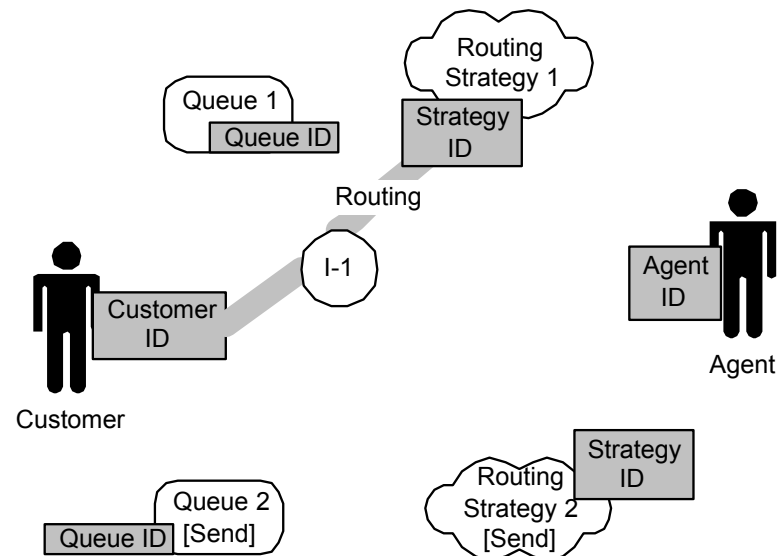 Routing
Strategy 1
Queue 1
Queue ID
Strategy
ID
Routing
I-1
Agent
ID
Customer
ID
Agent
Customer
Strategy
ID
Routing
Strategy 2
[Send]
Queue 2
[Send]
Queue ID